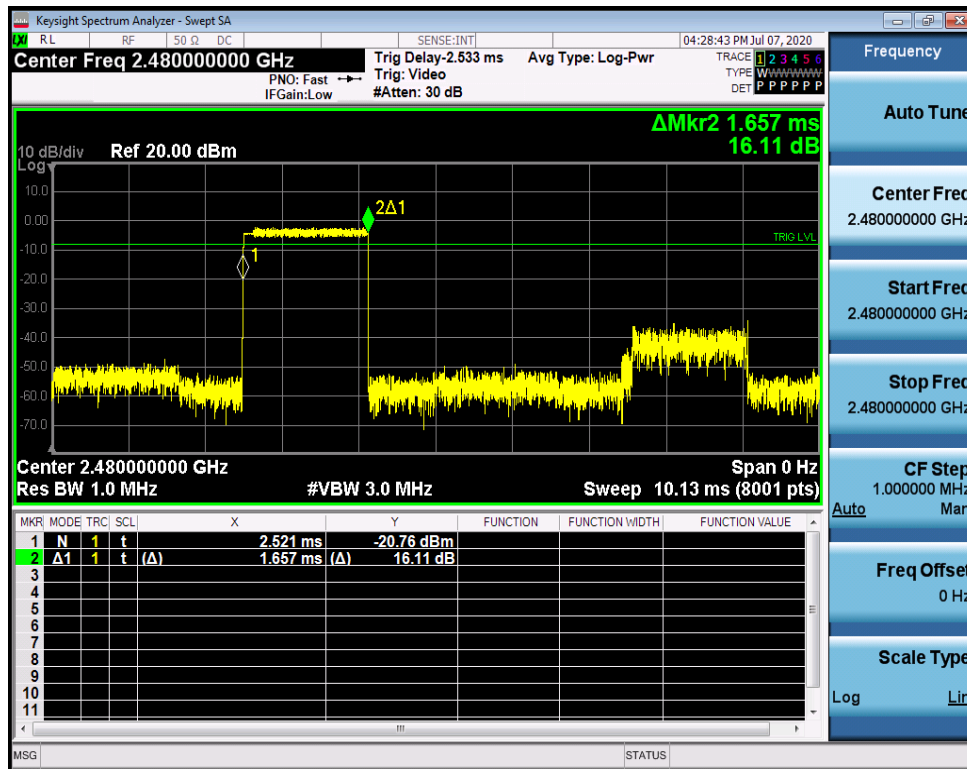 Keysight Spectrum Analyzer - Swept SA
LXI RL RF 50 Ω DC SENSE:INT 04:28:43 PM Jul 07, 2020
Center Freq 2.480000000 GHz
PNO: Fast
IFGain:Low
Trig Delay-2.533 ms
Trig: Video
#Atten: 30 dB
Avg Type: Log-Pwr
TRACE 1 2 3 4 5 6
TYPE WWWWWW
DET P P P P P P
ΔMkr2 1.657 ms
16.11 dB
10 dB/div Ref 20.00 dBm
Log
10.0
0.00
-10.0
-20.0
-30.0
-40.0
-50.0
-60.0
-70.0
2Δ1
1
TRIG LVL
Center 2.480000000 GHz Span 0 Hz
Res BW 1.0 MHz #VBW 3.0 MHz Sweep 10.13 ms (8001 pts)
MKR MODE TRC SCL X Y FUNCTION FUNCTION WIDTH FUNCTION VALUE
1 N 1 t 2.521 ms -20.76 dBm
2 Δ1 1 t (Δ) 1.657 ms (Δ) 16.11 dB
3
4
5
6
7
8
9
10
11
MSG STATUS
Frequency
Auto Tune
Center Freq
2.480000000 GHz
Start Freq
2.480000000 GHz
Stop Freq
2.480000000 GHz
CF Step
1.000000 MHz
Auto Man
Freq Offset
0 Hz
Scale Type
Log Lin